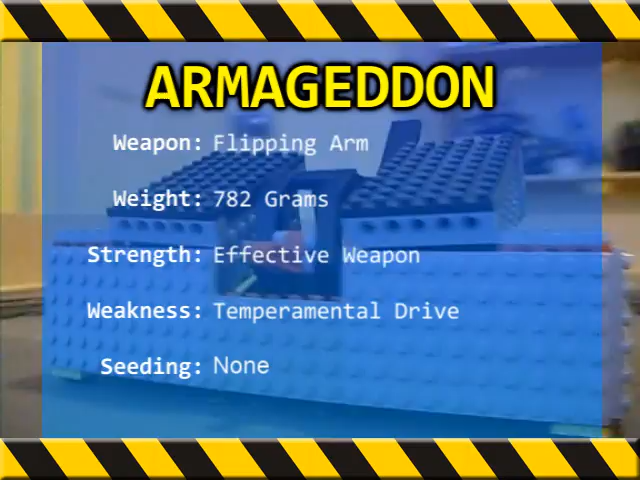 ARMAGEDDON
Weapon: Flipping Arm
Weight: 782 Grams
Strength: Effective Weapon
Weakness: Temperamental Drive
Seeding: None